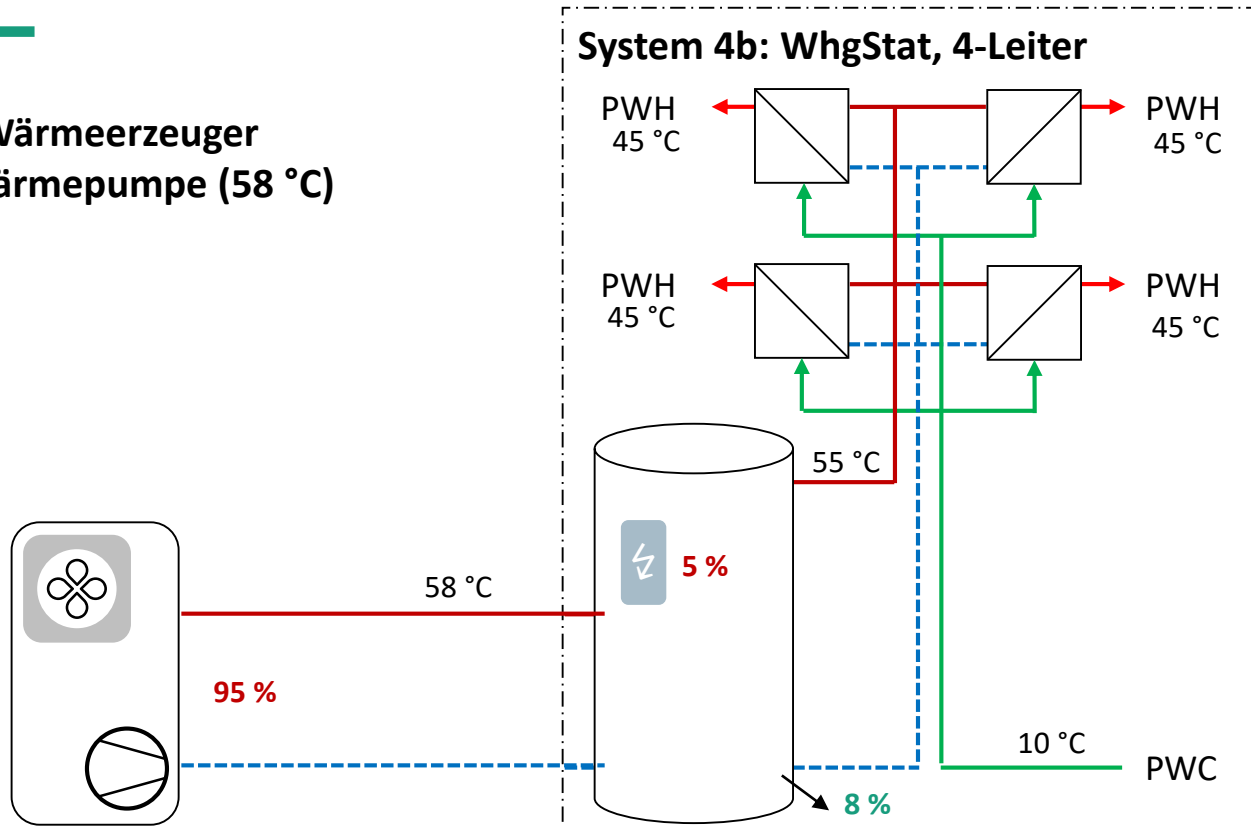 System 4b: WhgStat, 4-Leiter
Wärmeerzeuger
ärmepumpe (58 °C)
PWH
45 °C
PWH
45 °C
PWH
45 °C
PWH
45 °C
55 °C
5 %
58 °C
95 %
10 °C
PWC
8 %